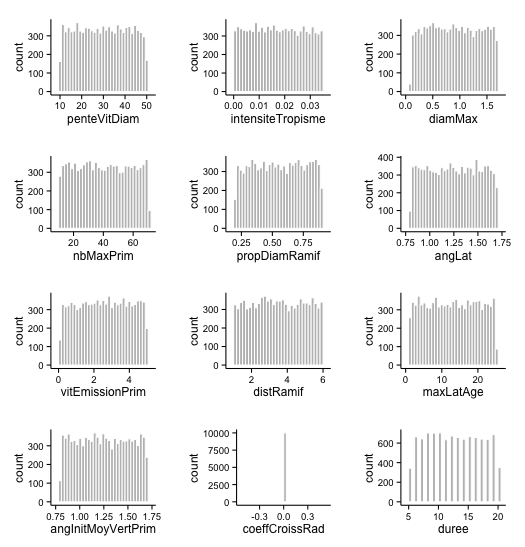 count
300
200
100
0
10 20 30 40 50
penteVitDiam
count
300
200
100
0
0.00 0.01 0.02 0.03
intensiteTropisme
count
300
200
100
0
0.0 0.5 1.0 1.5
diamMax
count
300
200
100
0
20 40 60
nbMaxPrim
count
300
200
100
0
0.25 0.50 0.75
propDiamRamif
count
400
300
200
100
0
0.75 1.00 1.25 1.50 1.75
angLat
count
300
200
100
0
0 2 4
vitEmissionPrim
count
300
200
100
0
2 4 6
distRamif
count
300
200
100
0
0 10 20
maxLatAge
count
300
200
100
0
0.75 1.00 1.25 1.50 1.75
angInitMoyVertPrim
count
10000
7500
5000
2500
0
-0.3 0.0 0.3
coeffCroissRad
count
600
400
200
0
5 10 15 20
duree